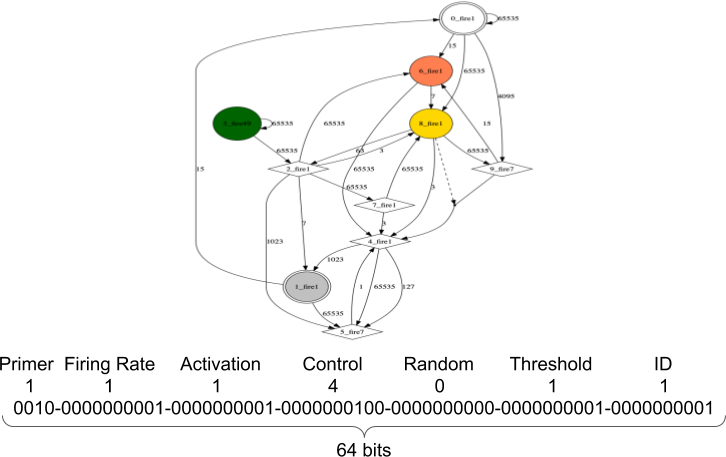 0_fire1
65535
15
6_fire1
65535
7
4095
8_fire1
65535
65535
15
65535
63
3
65535
2_fire1
9_fire7
15
65535
65535
65535
3
7_fire1
7
3
1023
4_fire1
1023
1_fire1
1
65535
127
65535
5_fire7
Primer Firing Rate Activation Control Random Threshold ID
1 1 1 4 0 1 1
0010-0000000001-0000000001-0000000100-0000000000-0000000001-0000000001
64 bits